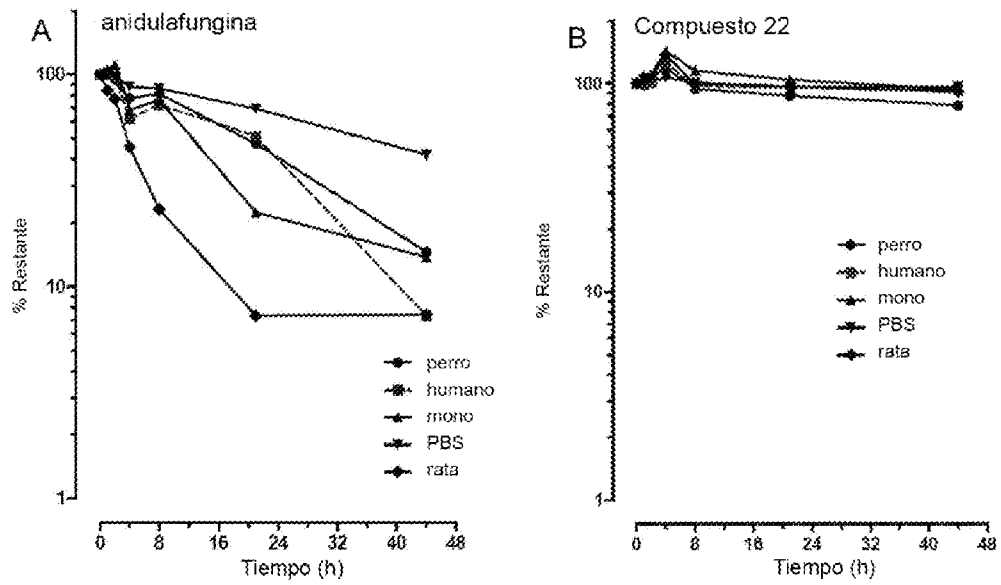 A
anidulafungina
% Restante
100
10
1
perro
humano
mono
PBS
rata
0 8 16 24 32 40 48
Tiempo (h)
B
Compuesto 22
% Restante
100
10
1
perro
humano
mono
PBS
rata
0 8 16 24 32 40 48
Tiempo (h)